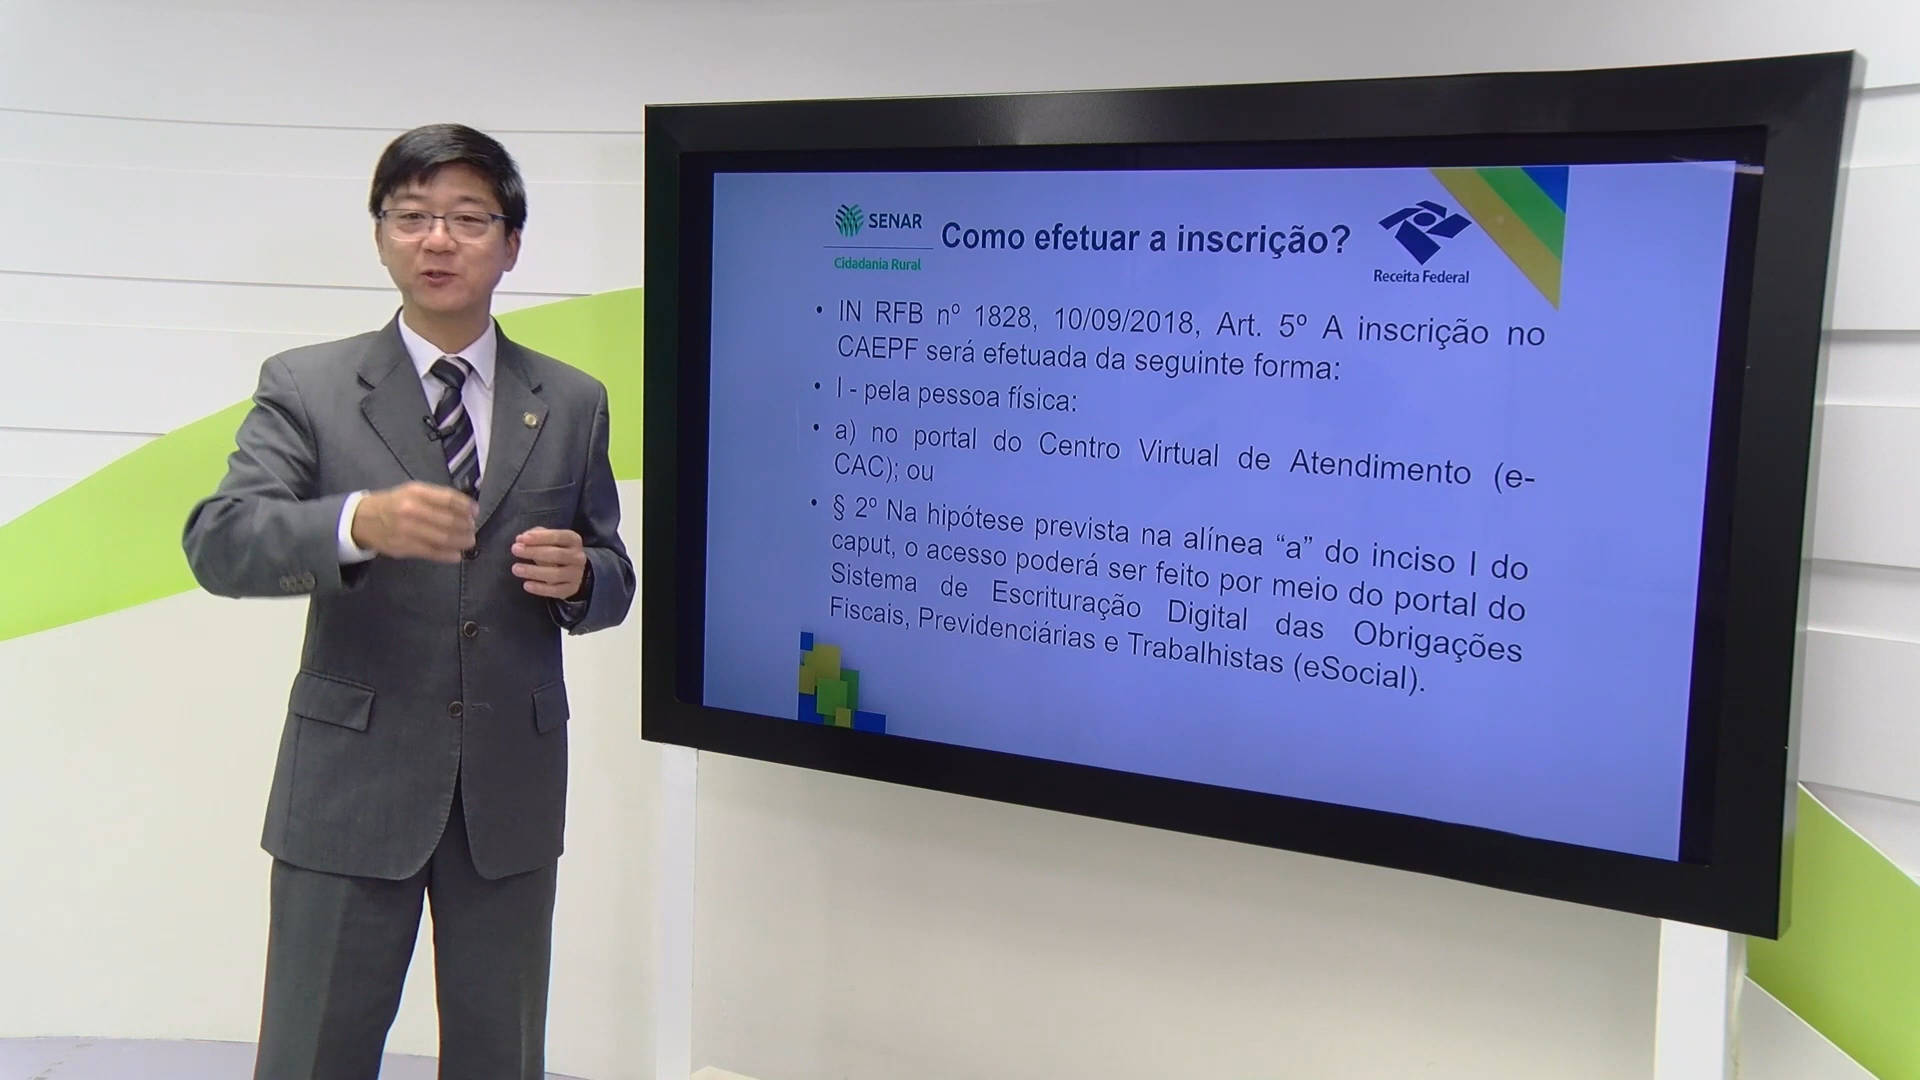 SENAR
Cidadania Rural
Como efetuar a inscrição?
Receita Federal
• IN RFB nº 1828, 10/09/2018, Art. 5º A inscrição no
CAEPF será efetuada da seguinte forma:
• I - pela pessoa física:
• a) no portal do Centro Virtual de Atendimento (e-
CAC); ou
• § 2º Na hipótese prevista na alínea “a” do inciso I do
caput, o acesso poderá ser feito por meio do portal do
Sistema de Escrituração Digital das Obrigações
Fiscais, Previdenciárias e Trabalhistas (eSocial).